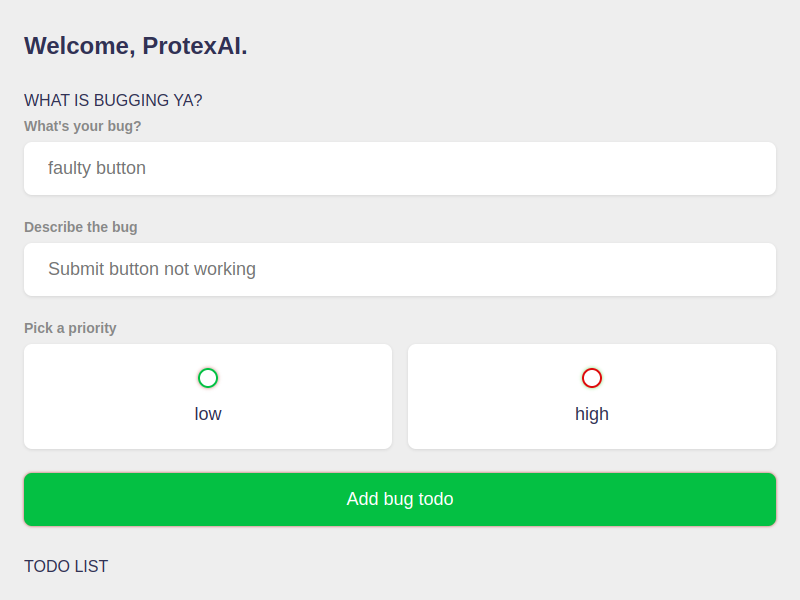 Welcome, ProtexAI.
WHAT IS BUGGING YA?
What's your bug?
faulty button
Describe the bug
Submit button not working
Pick a priority
low
high
Add bug todo
TODO LIST